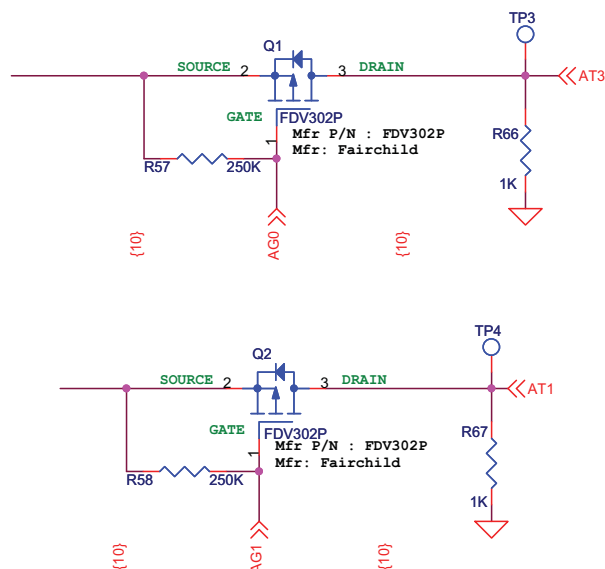 TP3
Q1
SOURCE 2 3 DRAIN
AT3
GATE
FDV302P
1
Mfr P/N : FDV302P
Mfr: Fairchild
R66
R57 250K
1K
{10} AG0 {10}
TP4
Q2
SOURCE 2 3 DRAIN
AT1
GATE
FDV302P
1
Mfr P/N : FDV302P
Mfr: Fairchild
R67
R58 250K
1K
{10} AG1 {10}